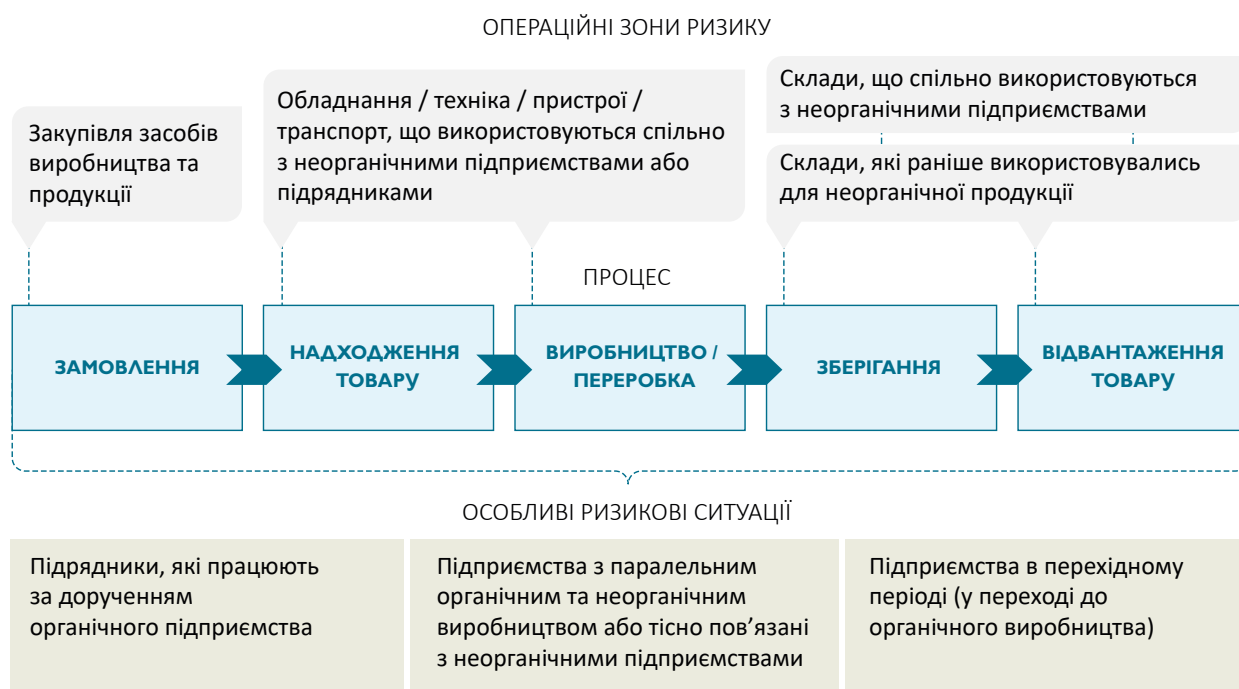 ОПЕРАЦІЙНІ ЗОНИ РИЗИКУ
Закупівля засобів
виробництва та
продукції
Обладнання / техніка / пристрої /
транспорт, що використовуються спільно
з неорганічними підприємствами або
підрядниками
Склади, що спільно використовуються
з неорганічними підприємствами
Склади, які раніше використовувались
для неорганічної продукції
ПРОЦЕС
ЗАМОВЛЕННЯ
НАДХОДЖЕННЯ
ТОВАРУ
ВИРОБНИЦТВО /
ПЕРЕРОБКА
ЗБЕРІГАННЯ
ВІДВАНТАЖЕННЯ
ТОВАРУ
ОСОБЛИВІ РИЗИКОВІ СИТУАЦІЇ
Підрядники, які працюють
за дорученням
органічного підприємства
Підприємства з паралельним
органічним та неорганічним
виробництвом або тісно пов’язані
з неорганічними підприємствами
Підприємства в перехідному
періоді (у переході до
органічного виробництва)